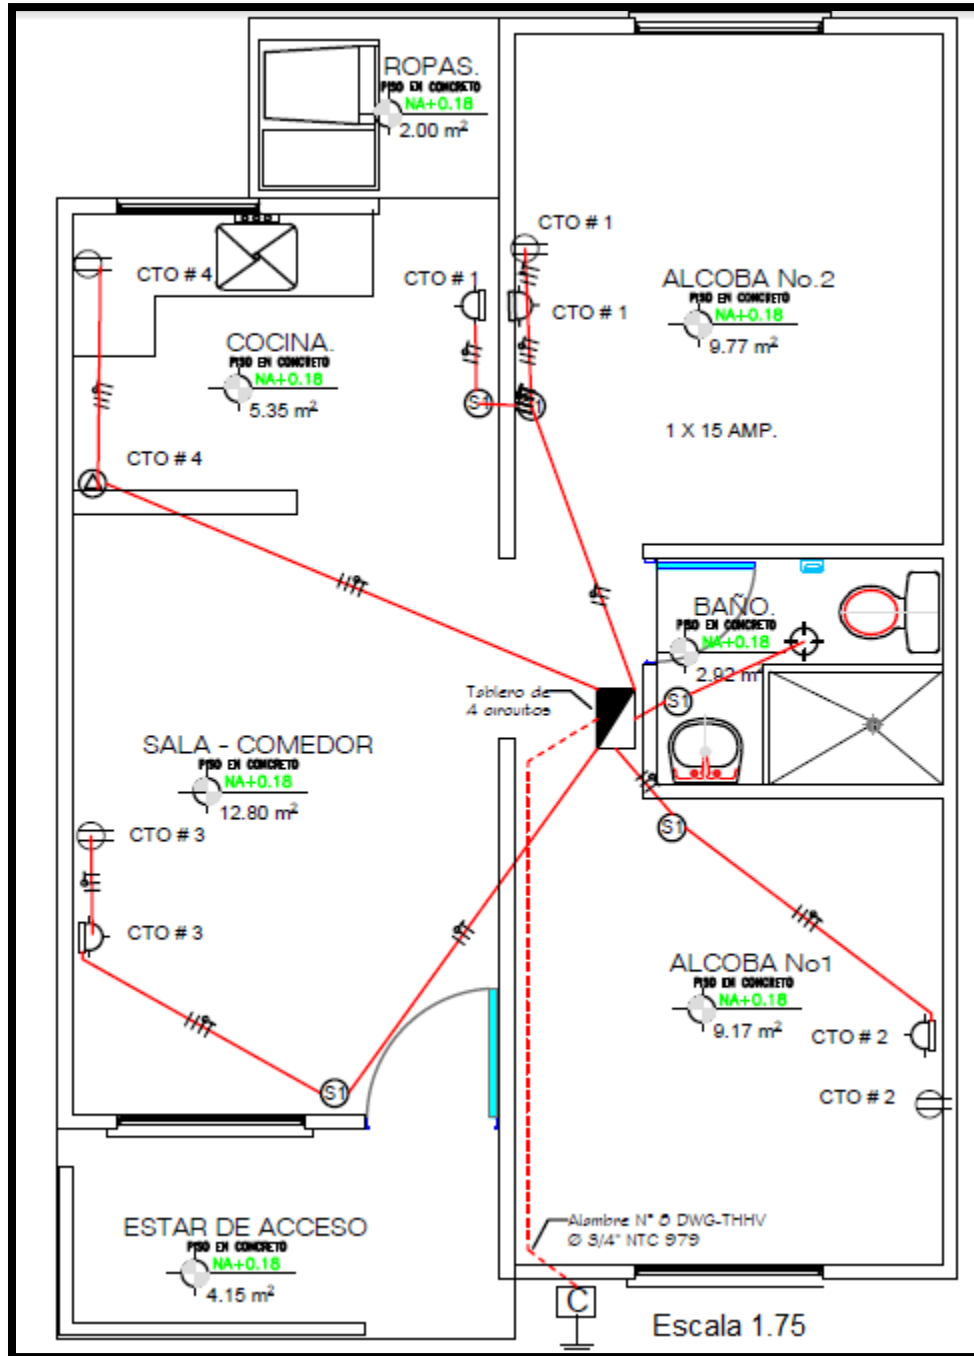 ROPAS.
PISO EN CONCRETO
NA+0.18
2.00 m²
CTO # 1
CTO # 4
CTO # 1
CTO # 1
ALCOBA No.2
PISO EN CONCRETO
NA+0.18
9.77 m²
COCINA.
PISO EN CONCRETO
NA+0.18
5.35 m²
S1
1 X 15 AMP.
CTO # 4
BAÑO.
PISO EN CONCRETO
NA+0.18
2.92 m²
S1
Tablero de
4 circuitos
SALA - COMEDOR
PISO EN CONCRETO
NA+0.18
12.80 m²
CTO # 3
S1
CTO # 3
ALCOBA No1
PISO EN CONCRETO
NA+0.18
9.17 m²
CTO # 2
CTO # 2
S1
ESTAR DE ACCESO
PISO EN CONCRETO
NA+0.18
4.15 m²
Alambre N° DWG-THHV
Ø 3/4" NTC 979
C
Escala 1.75